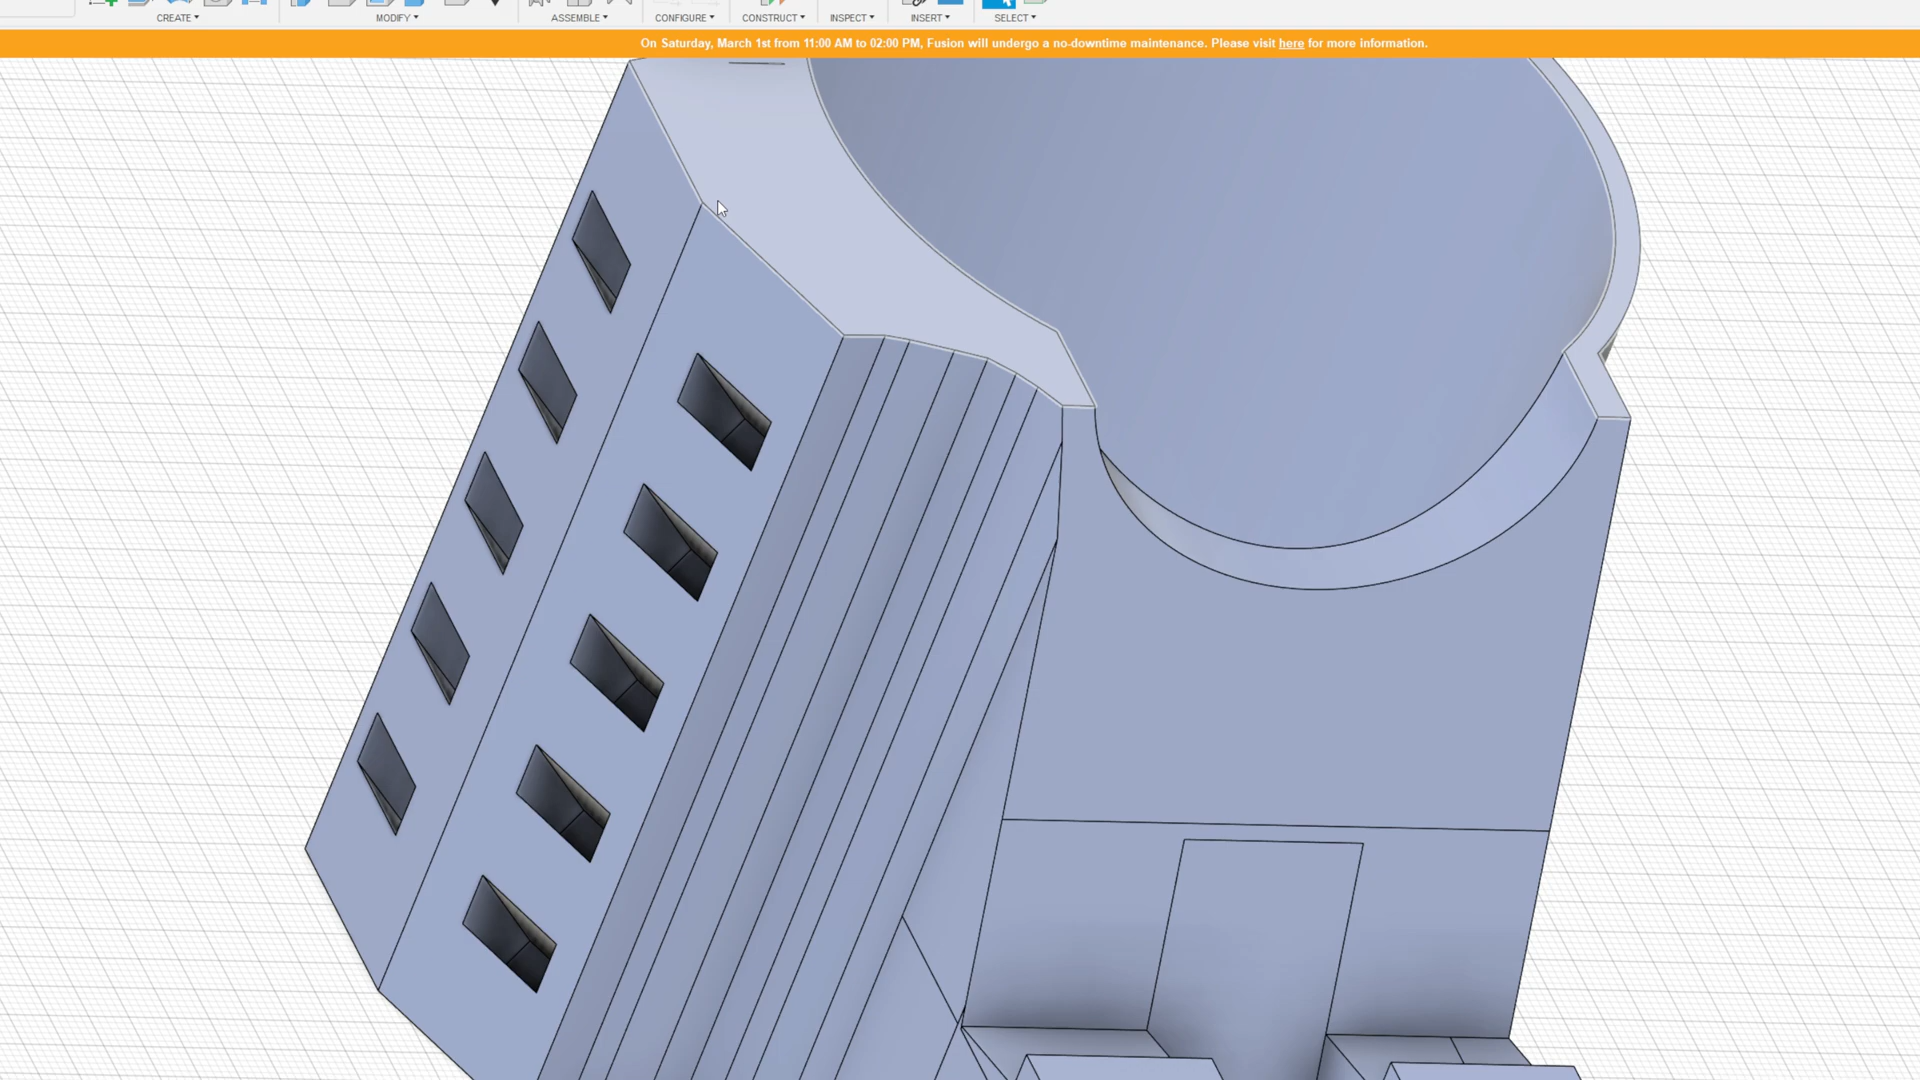 CREATE MODIFY ASSEMBLE CONFIGURE CONSTRUCT INSPECT INSERT SELECT
On Saturday, March 1st from 11:00 AM to 02:00 PM, Fusion will undergo a no-downtime maintenance. Please visit here for more information.